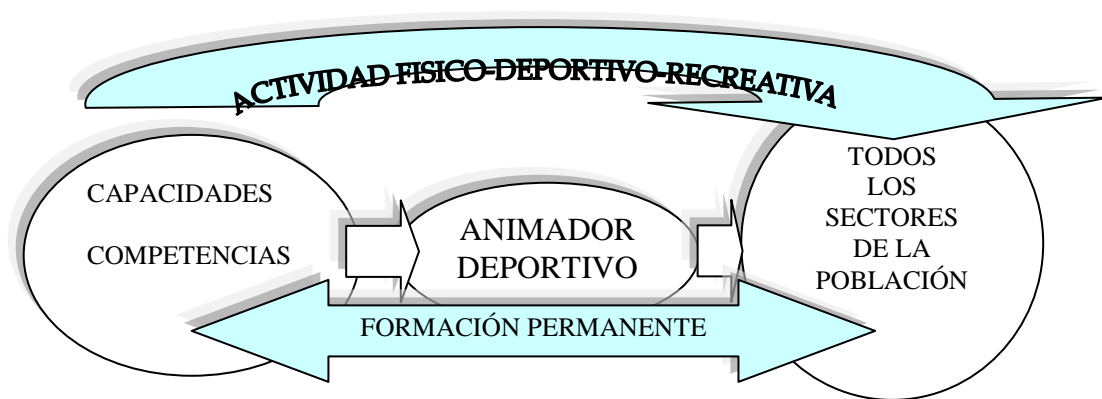 ACTIVIDAD FISICO-DEPORTIVO-RECREATIVA
CAPACIDADES
COMPETENCIAS
ANIMADOR
DEPORTIVO
TODOS
LOS
SECTORES
DE LA
POBLACIÓN
FORMACIÓN PERMANENTE